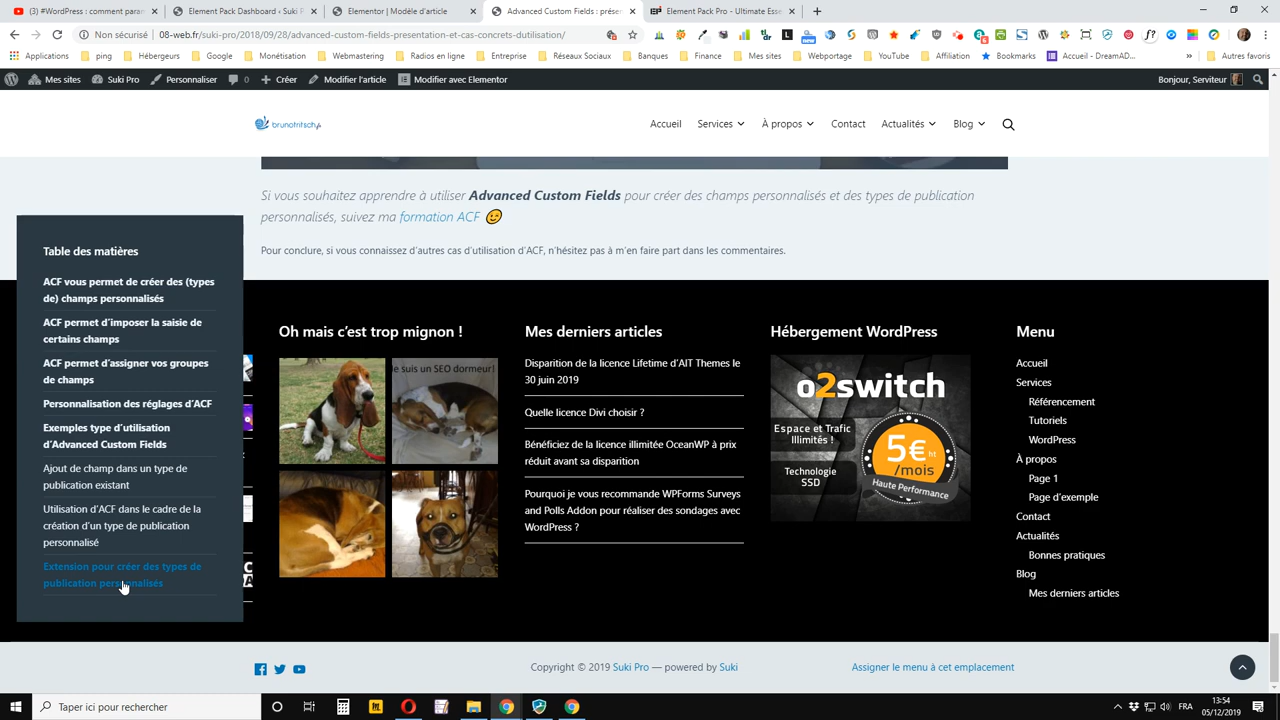 #WordPress : comment param
Element Pack Dashboard ‹ Suki P
Elementor | Modèle d'article
Advanced Custom Fields : prése
Element Pack Pro - Ultimate Ess
Non sécurisé
08-web.fr/suki-pro/2018/09/28/advanced-custom-fields-presentation-et-cas-concrets-dutilisation/
Applications
ping
Hébergeurs
Google
Monétisation
Webmastering
Radios en ligne
Entreprise
Réseaux Sociaux
Banques
Finance
Mes sites
Webportage
YouTube
Affiliation
Bookmarks
Accueil - DreamAD...
Autres favoris
Mes sites
Suki Pro
Personnaliser
0
Créer
Modifier l'article
Modifier avec Elementor
Bonjour, Serviteur
brunofritsch
Accueil
Services
À propos
Contact
Actualités
Blog
Si vous souhaitez apprendre à utiliser Advanced Custom Fields pour créer des champs personnalisés et des types de publication
personnalisés, suivez ma formation ACF 😉
Pour conclure, si vous connaissez d'autres cas d'utilisation d'ACF, n'hésitez pas à m'en faire part dans les commentaires.
Table des matières
ACF vous permet de créer des (types
de) champs personnalisés
ACF permet d'imposer la saisie de
certains champs
ACF permet d'assigner vos groupes
de champs
Personnalisation des réglages d'ACF
Exemples type d'utilisation
d'Advanced Custom Fields
Ajout de champ dans un type de
publication existant
Utilisation d'ACF dans le cadre de la
création d'un type de publication
personnalisé
Extension pour créer des types de
publication personnalisés
Oh mais c'est trop mignon !
Je suis un SEO dormeur!
Mes derniers articles
Disparition de la licence Lifetime d'AIT Themes le
30 juin 2019
Quelle licence Divi choisir ?
Bénéficiez de la licence illimitée OceanWP à prix
réduit avant sa disparition
Pourquoi je vous recommande WPForms Surveys
and Polls Addon pour réaliser des sondages avec
WordPress ?
Hébergement WordPress
o2switch
Espace et Trafic
Illimités !
Technologie
SSD
5€ ht
/mois
Haute Performance
Menu
Accueil
Services
Référencement
Tutoriels
WordPress
À propos
Page 1
Page d'exemple
Contact
Actualités
Bonnes pratiques
Blog
Mes derniers articles
Copyright © 2019 Suki Pro — powered by Suki
Assigner le menu à cet emplacement
Taper ici pour rechercher
FRA
13:54
05/12/2019